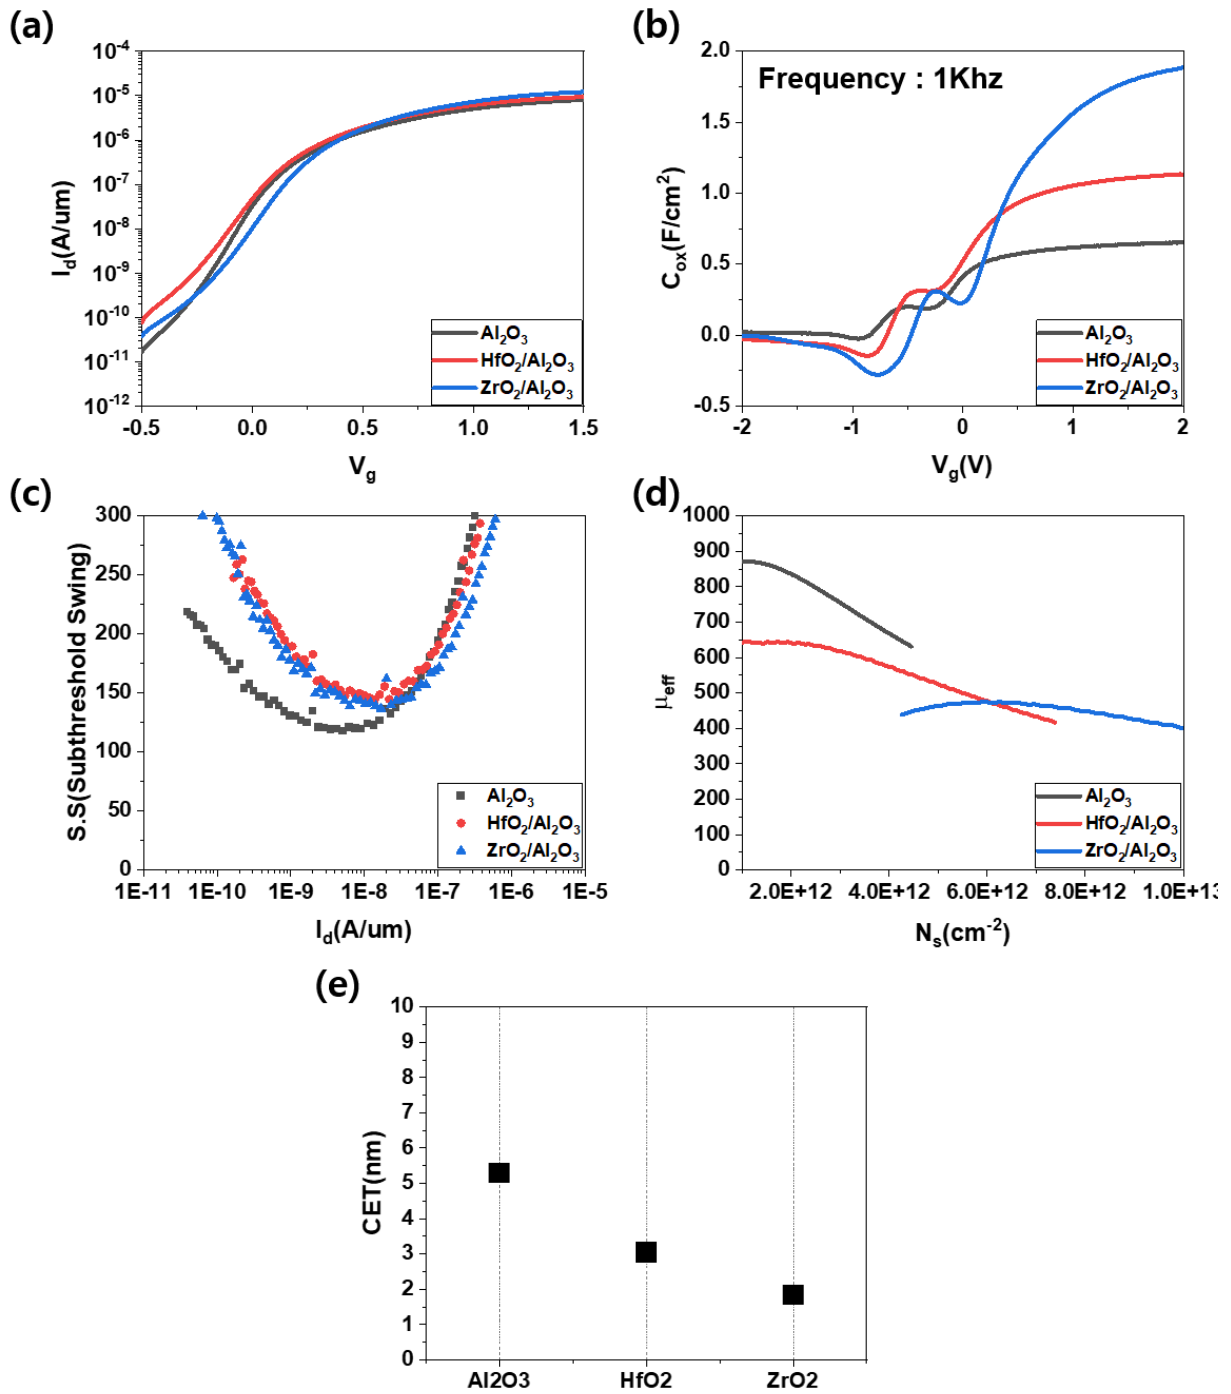 (a)
10⁻⁴
10⁻⁵
10⁻⁶
10⁻⁷
10⁻⁸
10⁻⁹
10⁻¹⁰
10⁻¹¹
10⁻¹²
I_d(A/um)
Al₂O₃
HfO₂/Al₂O₃
ZrO₂/Al₂O₃
-0.5 0.0 0.5 1.0 1.5
V_g
(b)
2.0
1.5
1.0
0.5
0.0
-0.5
C_ox(F/cm²)
Frequency : 1Khz
Al₂O₃
HfO₂/Al₂O₃
ZrO₂/Al₂O₃
-2 -1 0 1 2
V_g(V)
(c)
300
250
200
150
100
50
0
S.S(Subthreshold Swing)
Al₂O₃
HfO₂/Al₂O₃
ZrO₂/Al₂O₃
1E-11 1E-10 1E-9 1E-8 1E-7 1E-6 1E-5
I_d(A/um)
(d)
1000
900
800
700
600
500
400
300
200
100
0
μ_eff
Al₂O₃
HfO₂/Al₂O₃
ZrO₂/Al₂O₃
2.0E+12 4.0E+12 6.0E+12 8.0E+12 1.0E+13
N_s(cm⁻²)
(e)
10
9
8
7
6
5
4
3
2
1
0
CET(nm)
Al2O3 HfO2 ZrO2